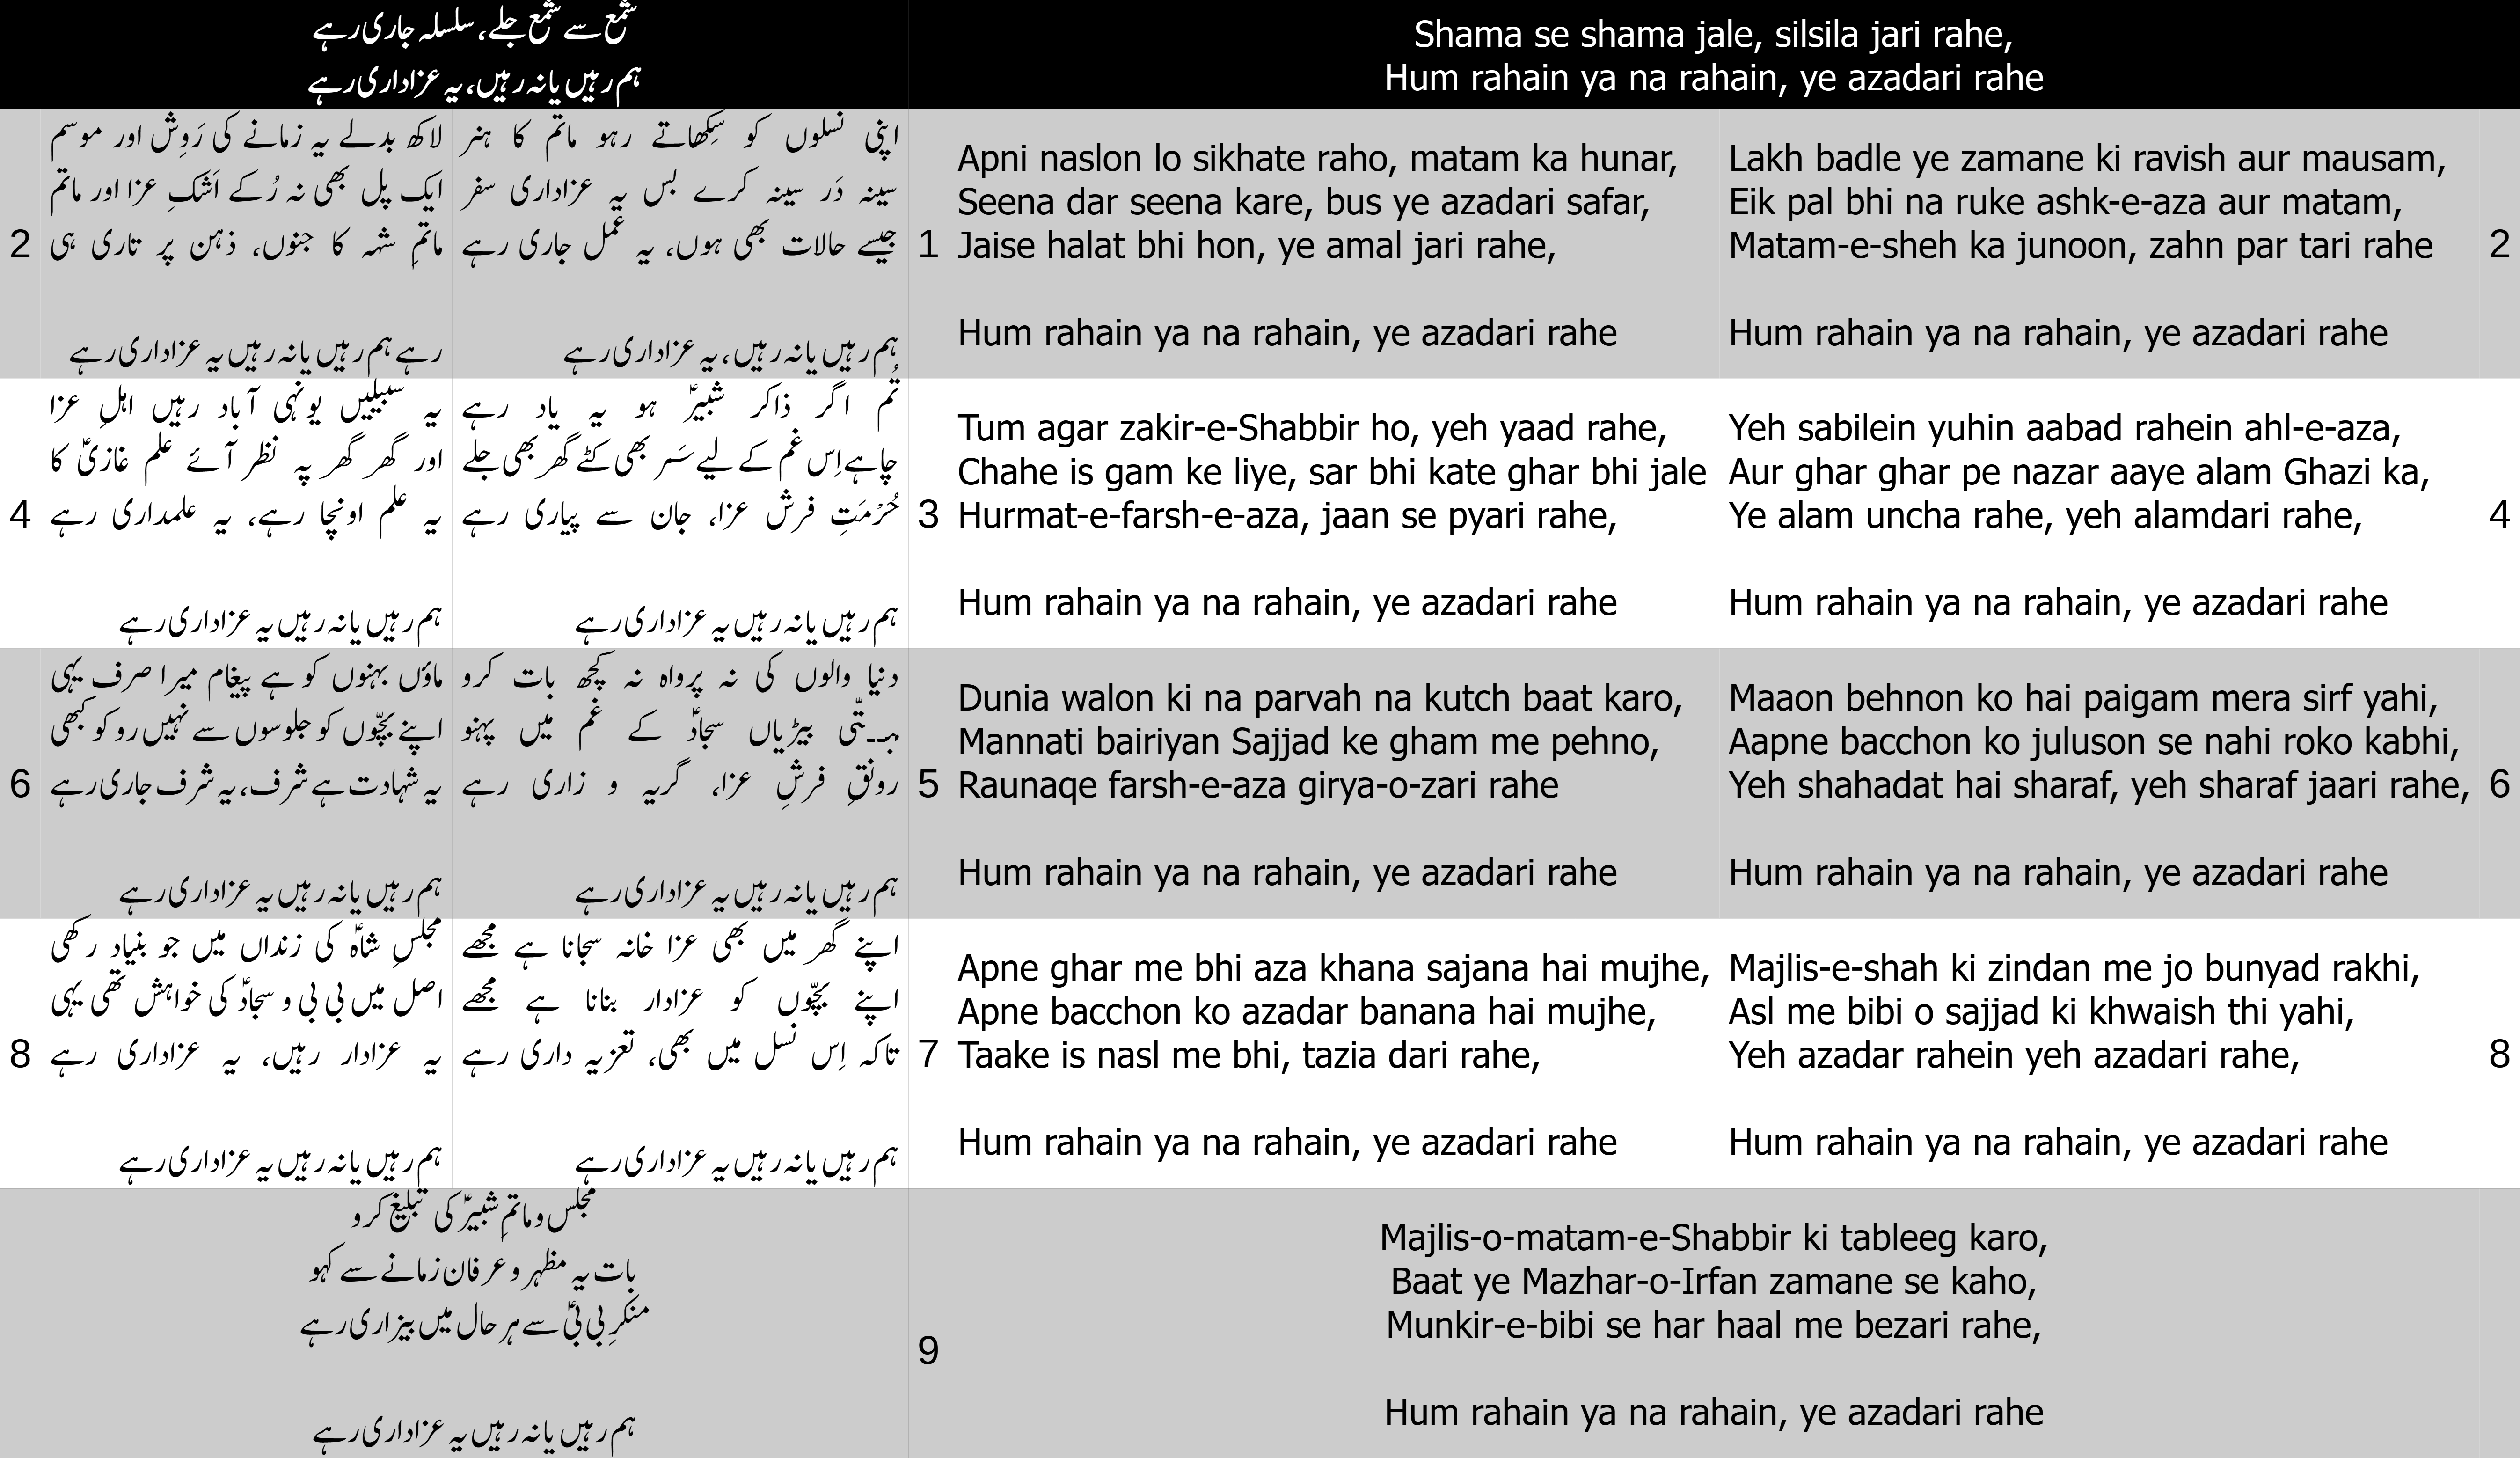 شمع سے شمع جلے، سلسلہ جاری رہے
ہم رہیں یا نہ رہیں، یہ عزاداری رہے
Shama se shama jale, silsila jari rahe,
Hum rahain ya na rahain, ye azadari rahe
اپنی نسلوں کو سِکھاتے رہو ماتم کا ہنر
سینہ دَر سینہ کرے بس یہ عزاداری سفر
جیسے حالات بھی ہوں، یہ عمل جاری رہے
ہم رہیں یا نہ رہیں، یہ عزاداری رہے
1
لاکھ بدلے یہ زمانے کی رَوِش اور موسم
ایک پل بھی نہ رُکے اَشکِ عزا اور ماتم
ماتمِ شہہ کا جنوں، ذہن پر تاری ہی
رہے ہم رہیں یا نہ رہیں یہ عزاداری رہے
2
Apni naslon lo sikhate raho, matam ka hunar,
Seena dar seena kare, bus ye azadari safar,
Jaise halat bhi hon, ye amal jari rahe,
Hum rahain ya na rahain, ye azadari rahe
Lakh badle ye zamane ki ravish aur mausam,
Eik pal bhi na ruke ashk-e-aza aur matam,
Matam-e-sheh ka junoon, zahn par tari rahe
Hum rahain ya na rahain, ye azadari rahe
2
تُم اگر ذاکر شبیرؑ ہو یہ یاد رہے
چاہے اِس غم کے لیے سَر بھی کٹے گھر بھی جلے
حُرْمَتِ فرش عزا، جان سے پیاری رہے
ہم رہیں یا نہ رہیں یہ عزاداری رہے
3
یہ سبیلیں یونہی آباد رہیں اہلِ عزا
اور گھر گھر پہ نظر آئے علم غازیؑ کا
یہ علم اونچا رہے، یہ علمداری رہے
ہم رہیں یا نہ رہیں یہ عزاداری رہے
4
Tum agar zakir-e-Shabbir ho, yeh yaad rahe,
Chahe is gam ke liye, sar bhi kate ghar bhi jale
Hurmat-e-farsh-e-aza, jaan se pyari rahe,
Hum rahain ya na rahain, ye azadari rahe
Yeh sabilein yuhin aabad rahein ahl-e-aza,
Aur ghar ghar pe nazar aaye alam Ghazi ka,
Ye alam uncha rahe, yeh alamdari rahe,
Hum rahain ya na rahain, ye azadari rahe
4
دنیا والوں کی نہ پرواہ نہ کچھ بات کرو
بیڑیاں سجادؑ کے غم میں پہنو
رونقِ فرشِ عزا، گریہ و زاری رہے
ہم رہیں یا نہ رہیں یہ عزاداری رہے
5
ماؤں بہنوں کو ہے پیغام میرا صرف یہی
اپنے بچّوں کو جلوسوں سے نہیں روکو کبھی
یہ شہادت ہے شرف، یہ شرف جاری رہے
ہم رہیں یا نہ رہیں یہ عزاداری رہے
6
Dunia walon ki na parvah na kutch baat karo,
Mannati bairiyan Sajjad ke gham me pehno,
Raunaqe farsh-e-aza girya-o-zari rahe
Hum rahain ya na rahain, ye azadari rahe
Maaon behnon ko hai paigam mera sirf yahi,
Aapne bacchon ko juluson se nahi roko kabhi,
Yeh shahadat hai sharaf, yeh sharaf jaari rahe,
Hum rahain ya na rahain, ye azadari rahe
6
اپنے گھر میں بھی عزا خانہ سجانا ہے مجھے
اپنے بچّوں کو عزادار بنانا ہے مجھے
تاکہ اِس نسل میں بھی، تعزیہ داری رہے
ہم رہیں یا نہ رہیں یہ عزاداری رہے
7
مجلسِ شاہؑ کی زنداں میں جو بنیاد رکھی
اصل میں بی بی و سجادؑ کی خواہش تھی یہی
یہ عزادار رہیں، یہ عزاداری رہے
ہم رہیں یا نہ رہیں یہ عزاداری رہے
8
Apne ghar me bhi aza khana sajana hai mujhe,
Apne bacchon ko azadar banana hai mujhe,
Taake is nasl me bhi, tazia dari rahe,
Hum rahain ya na rahain, ye azadari rahe
Majlis-e-shah ki zindan me jo bunyad rakhi,
Asl me bibi o sajjad ki khwaish thi yahi,
Yeh azadar rahein yeh azadari rahe,
Hum rahain ya na rahain, ye azadari rahe
8
مجلس و ماتمِ شبیرؑ کی تبلیغ کرو
بات یہ مظہر و عرفان زمانے سے کہو
منکرِ بی بیؑ سے ہر حال میں بیزاری رہے
ہم رہیں یا نہ رہیں یہ عزاداری رہے
9
Majlis-o-matam-e-Shabbir ki tableeg karo,
Baat ye Mazhar-o-Irfan zamane se kaho,
Munkir-e-bibi se har haal me bezari rahe,
Hum rahain ya na rahain, ye azadari rahe